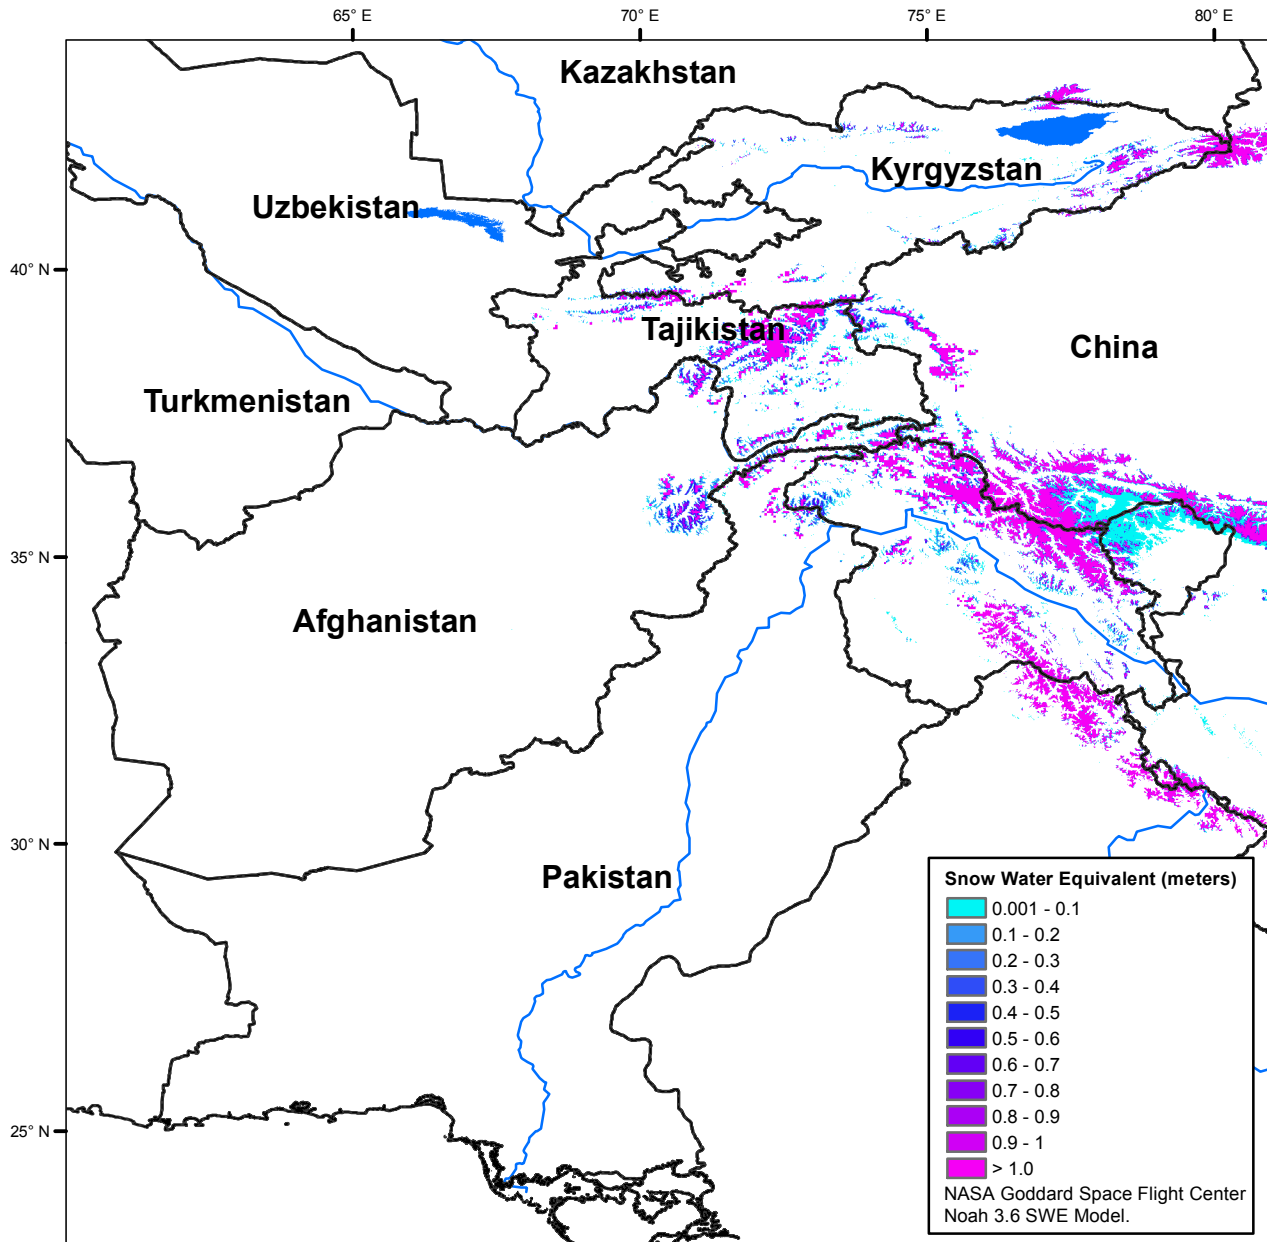 65° E
70° E
75° E
80° E
Kazakhstan
Kyrgyzstan
Uzbekistan
40° N
Tajikistan
China
Turkmenistan
35° N
Afghanistan
30° N
Pakistan
25° N
Snow Water Equivalent (meters)
0.001 - 0.1
0.1 - 0.2
0.2 - 0.3
0.3 - 0.4
0.4 - 0.5
0.5 - 0.6
0.6 - 0.7
0.7 - 0.8
0.8 - 0.9
0.9 - 1
> 1.0
NASA Goddard Space Flight Center
Noah 3.6 SWE Model.